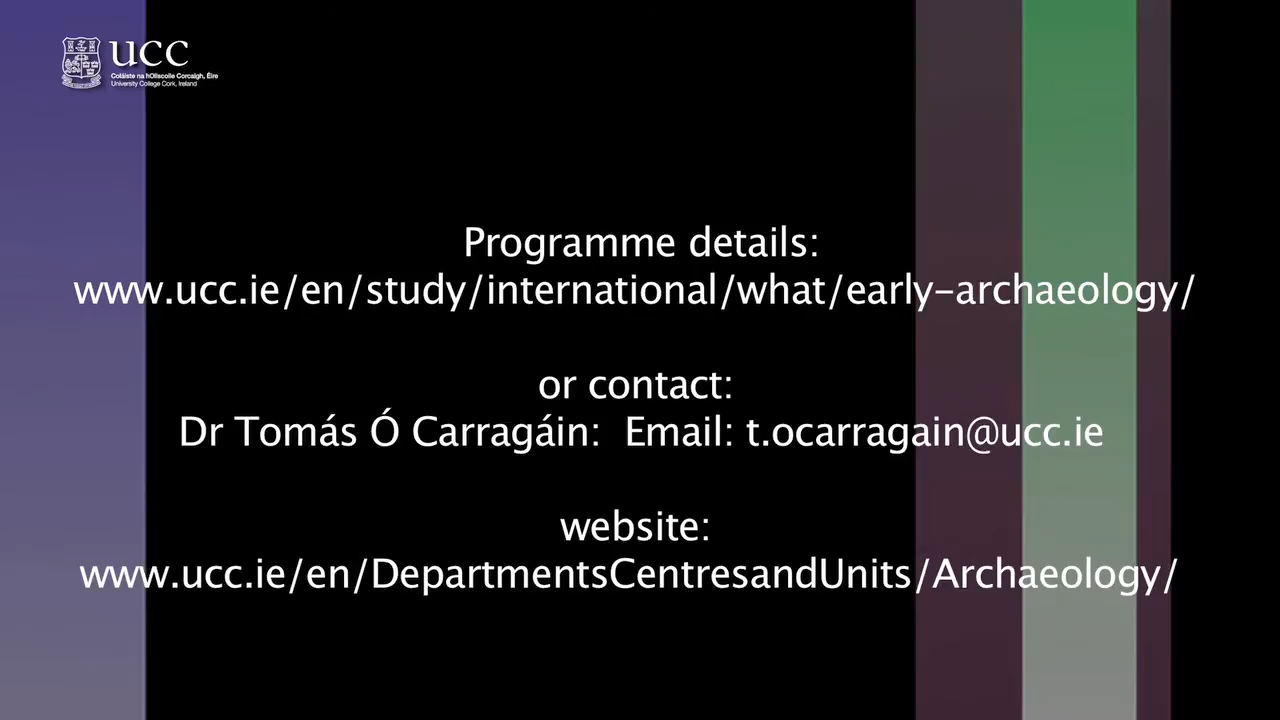 UCC
Coláiste na hOllscoile Corcaigh, Éire
University College Cork, Ireland
Programme details:
www.ucc.ie/en/study/international/what/early-archaeology/
or contact:
Dr Tomás Ó Carragáin:  Email: t.ocarragain@ucc.ie
website:
www.ucc.ie/en/DepartmentsCentresandUnits/Archaeology/